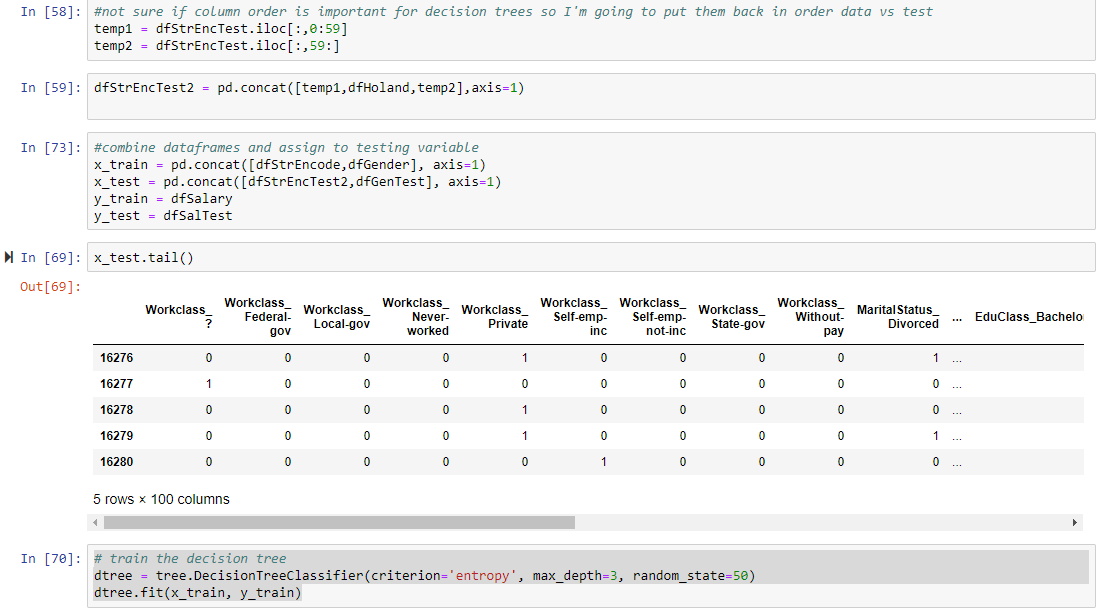 In [58]: #not sure if column order is important for decision trees so I'm going to put them back in order data vs test
temp1 = dfStrEncTest.iloc[:,0:59]
temp2 = dfStrEncTest.iloc[:,59:]
In [59]: dfStrEncTest2 = pd.concat([temp1,dfHoland,temp2],axis=1)
In [73]: #combine dataframes and assign to testing variable
x_train = pd.concat([dfStrEncode,dfGender], axis=1)
x_test = pd.concat([dfStrEncTest2,dfGenTest], axis=1)
y_train = dfSalary
y_test = dfSalTest
In [69]: x_test.tail()
Out[69]:
Workclass_ ? Workclass_ Federal- gov Workclass_ Local-gov Workclass_ Never- worked Workclass_ Private Workclass_ Self-emp- inc Workclass_ Self-emp- not-inc Workclass_ State-gov Workclass_ Without- pay MaritalStatus_ Divorced ... EduClass_Bachelo
16276 0 0 0 0 1 0 0 0 0 1 ...
16277 1 0 0 0 0 0 0 0 0 0 ...
16278 0 0 0 0 1 0 0 0 0 0 ...
16279 0 0 0 0 1 0 0 0 0 1 ...
16280 0 0 0 0 0 1 0 0 0 0 ...
5 rows × 100 columns
In [70]: # train the decision tree
dtree = tree.DecisionTreeClassifier(criterion='entropy', max_depth=3, random_state=50)
dtree.fit(x_train, y_train)